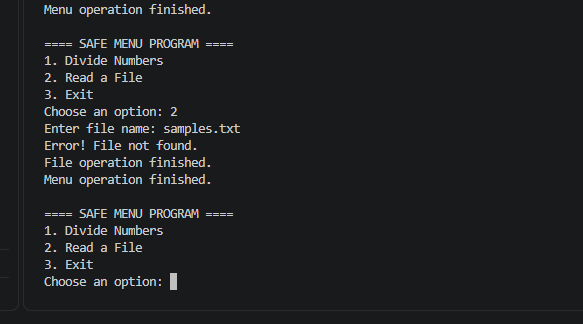 Menu operation finished.
==== SAFE MENU PROGRAM ====
1. Divide Numbers
2. Read a File
3. Exit
Choose an option: 2
Enter file name: samples.txt
Error! File not found.
File operation finished.
Menu operation finished.
==== SAFE MENU PROGRAM ====
1. Divide Numbers
2. Read a File
3. Exit
Choose an option: